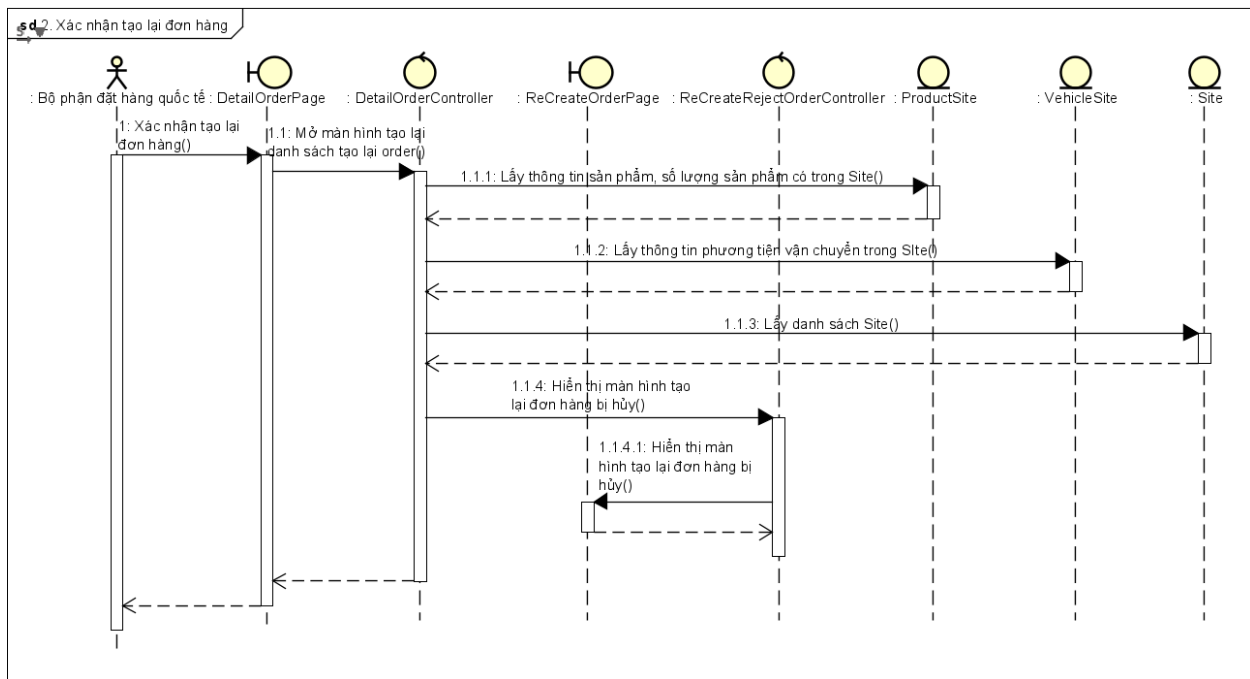 sd 2. Xác nhận tạo lại đơn hàng
: Bộ phận đặt hàng quốc tế
: DetailOrderPage
: DetailOrderController
: ReCreateOrderPage
: ReCreateRejectOrderController
: ProductSite
: VehicleSite
: Site
1: Xác nhận tạo lại
đơn hàng()
1.1: Mở màn hình tạo lại
danh sách tạo lại order()
1.1.1: Lấy thông tin sản phẩm, số lượng sản phẩm có trong Site()
1.1.2: Lấy thông tin phương tiện vận chuyển trong SIte()
1.1.3: Lấy danh sách Site()
1.1.4: Hiển thị màn hình tạo
lại đơn hàng bị hủy()
1.1.4.1: Hiển thị màn
hình tạo lại đơn hàng bị
hủy()